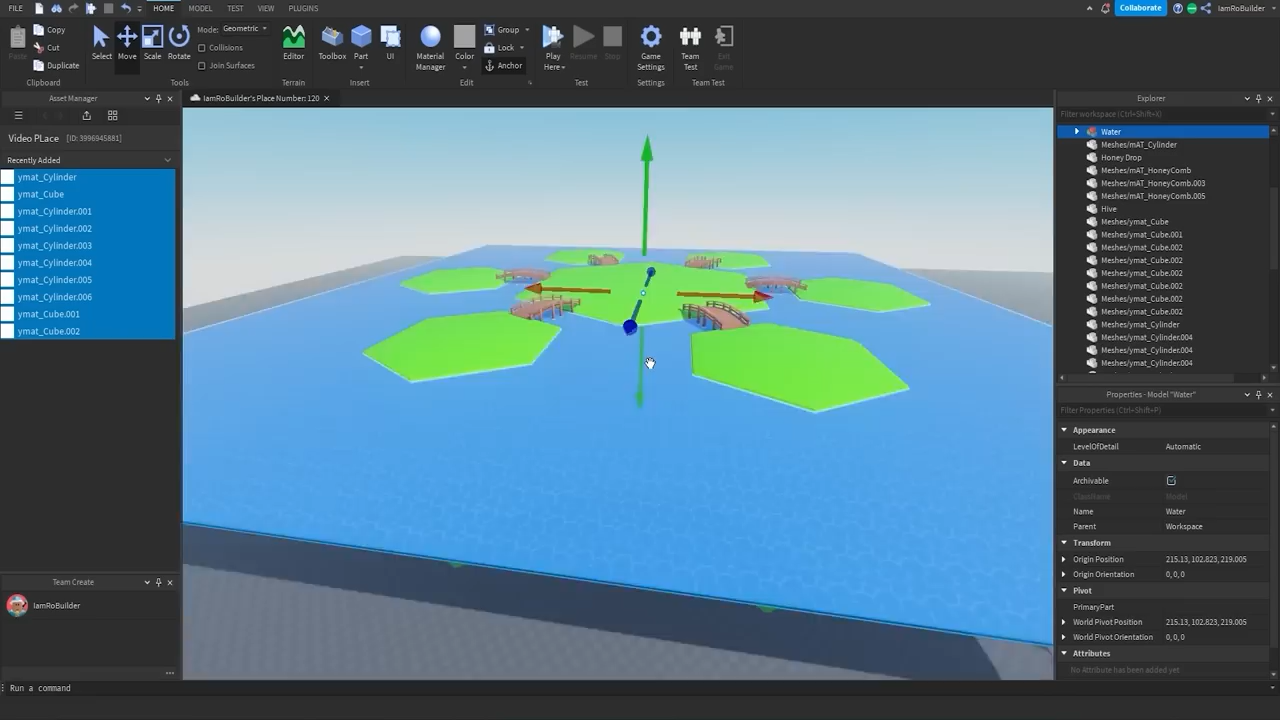 FILE
HOME MODEL TEST VIEW PLUGINS
Collaborate
IamRoBuilder
Paste
Copy
Cut
Duplicate
Clipboard
Select Move Scale Rotate
Mode: Geometric
Collisions
Join Surfaces
Tools
Editor
Terrain
Toolbox Part UI
Insert
Material Manager
Color
Group
Lock
Anchor
Edit
Play Here
Resume Stop
Test
Game Settings
Settings
Team Test
Exit Game
Team Test
Asset Manager
Video PLace [ID: 3996945881]
Recently Added
ymat_Cylinder
ymat_Cube
ymat_Cylinder.001
ymat_Cylinder.002
ymat_Cylinder.003
ymat_Cylinder.004
ymat_Cylinder.005
ymat_Cylinder.006
ymat_Cube.001
ymat_Cube.002
Team Create
IamRoBuilder
IamRoBuilder's Place Number: 120
Explorer
Filter workspace (Ctrl+Shift+X)
Water
Meshes/mAT_Cylinder
Honey Drop
Meshes/mAT_HoneyComb
Meshes/mAT_HoneyComb.003
Meshes/mAT_HoneyComb.005
Hive
Meshes/ymat_Cube
Meshes/ymat_Cube.001
Meshes/ymat_Cube.002
Meshes/ymat_Cube.002
Meshes/ymat_Cube.002
Meshes/ymat_Cube.002
Meshes/ymat_Cube.002
Meshes/ymat_Cube.002
Meshes/ymat_Cylinder
Meshes/ymat_Cylinder.004
Meshes/ymat_Cylinder.004
Meshes/ymat_Cylinder.004
Properties - Model "Water"
Filter Properties (Ctrl+Shift+P)
Appearance
LevelOfDetail Automatic
Data
Archivable
ClassName Model
Name Water
Parent Workspace
Transform
Origin Position 215.13, 102.823, 219.005
Origin Orientation 0, 0, 0
Pivot
PrimaryPart
World Pivot Position 215.13, 102.823, 219.005
World Pivot Orientation 0, 0, 0
Attributes
No Attribute has been added yet
Run a command